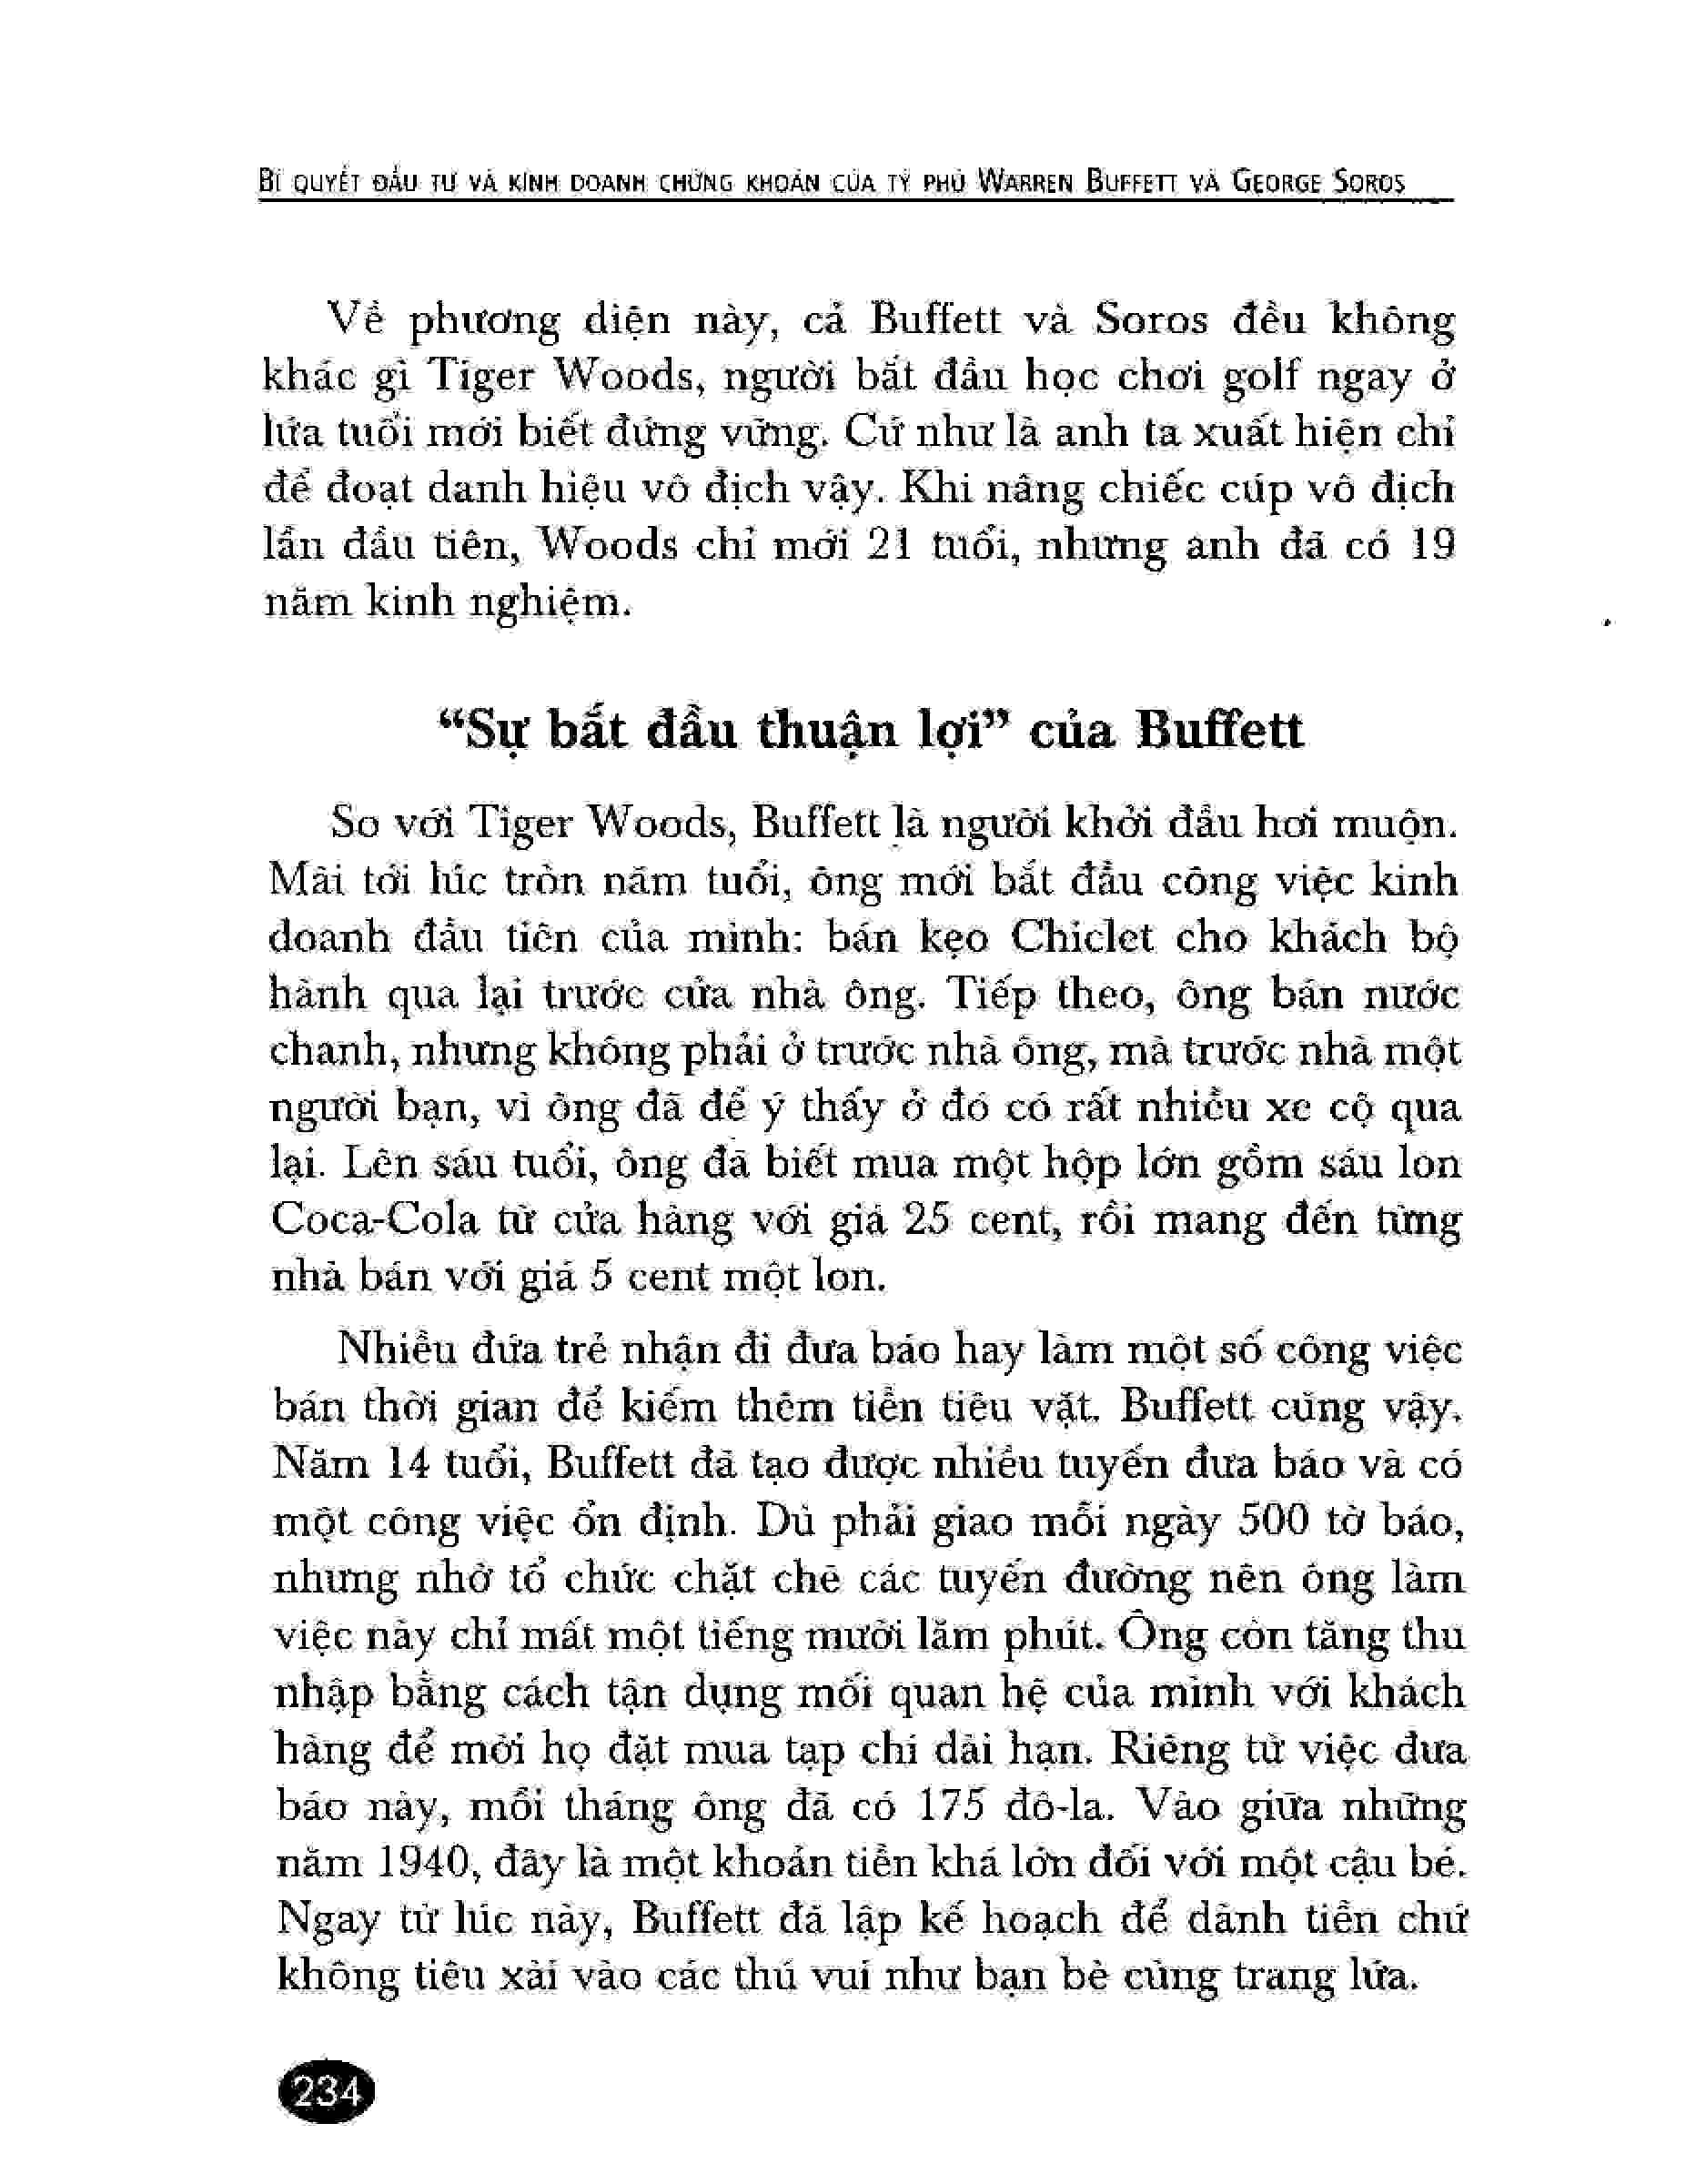 BÍ QUYẾT ĐẦU TƯ VÀ KINH DOANH CHỨNG KHOÁN CỦA TỶ PHÚ WARREN BUFFETT VÀ GEORGE SOROS
Về phương diện này, cả Buffett và Soros đều không
khác gì Tiger Woods, người bắt đầu học chơi golf ngay ở
lứa tuổi mới biết đứng vững. Cứ như là anh ta xuất hiện chỉ
để đoạt danh hiệu vô địch vậy. Khi nâng chiếc cúp vô địch
lần đầu tiên, Woods chỉ mới 21 tuổi, nhưng anh đã có 19
năm kinh nghiệm.
“Sự bắt đầu thuận lợi” của Buffett
So với Tiger Woods, Buffett là người khởi đầu hơi muộn.
Mãi tới lúc tròn năm tuổi, ông mới bắt đầu công việc kinh
doanh đầu tiên của mình: bán kẹo Chiclet cho khách bộ
hành qua lại trước cửa nhà ông. Tiếp theo, ông bán nước
chanh, nhưng không phải ở trước nhà ông, mà trước nhà một
người bạn, vì ông đã để ý thấy ở đó có rất nhiều xe cộ qua
lại. Lên sáu tuổi, ông đã biết mua một hộp lớn gồm sáu lon
Coca-Cola từ cửa hàng với giá 25 cent, rồi mang đến từng
nhà bán với giá 5 cent một lon.
Nhiều đứa trẻ nhận đi đưa báo hay làm một số công việc
bán thời gian để kiếm thêm tiền tiêu vặt. Buffett cũng vậy.
Năm 14 tuổi, Buffett đã tạo được nhiều tuyến đưa báo và có
một công việc ổn định. Dù phải giao mỗi ngày 500 tờ báo,
nhưng nhờ tổ chức chặt chẽ các tuyến đường nên ông làm
việc này chỉ mất một tiếng mười lăm phút. Ông còn tăng thu
nhập bằng cách tận dụng mối quan hệ của mình với khách
hàng để mời họ đặt mua tạp chí dài hạn. Riêng từ việc đưa
báo này, mỗi tháng ông đã có 175 đô-la. Vào giữa những
năm 1940, đây là một khoản tiền khá lớn đối với một cậu bé.
Ngay từ lúc này, Buffett đã lập kế hoạch để dành tiền chứ
không tiêu xài vào các thú vui như bạn bè cùng trang lứa.
234